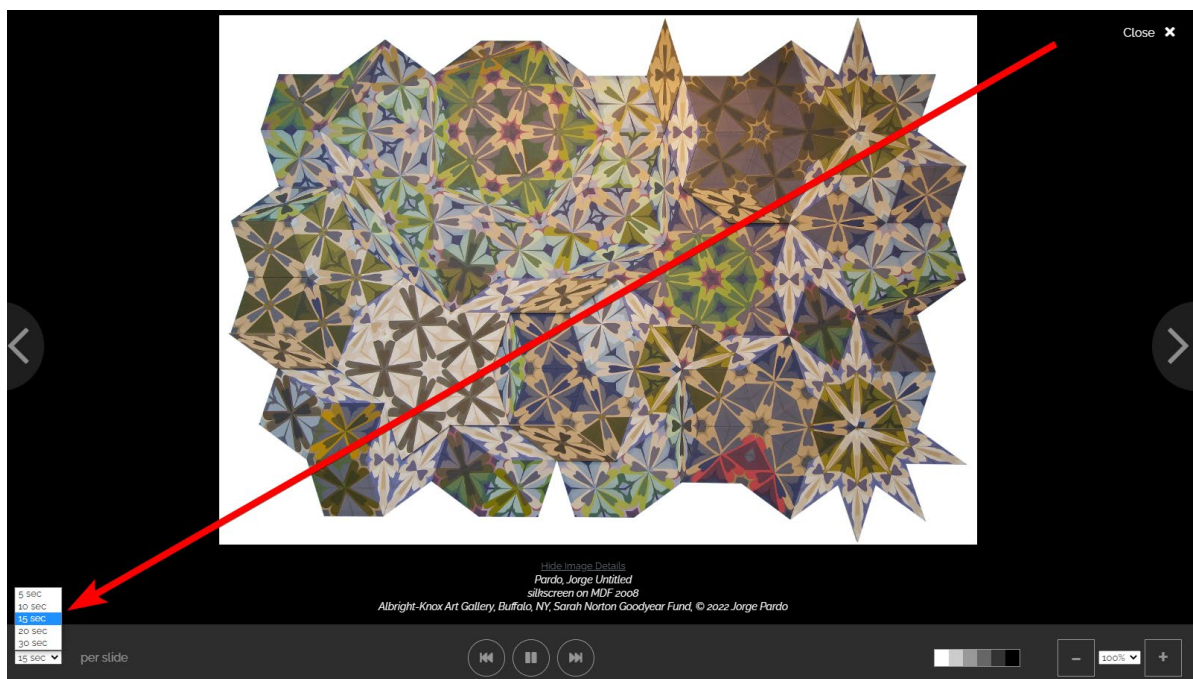 Close ✕
Hide Image Details
Pardo, Jorge Untitled
silkscreen on MDF 2008
Albright-Knox Art Gallery, Buffalo, NY, Sarah Norton Goodyear Fund, © 2022 Jorge Pardo
5 sec
10 sec
15 sec
20 sec
30 sec
15 sec
per slide
100%